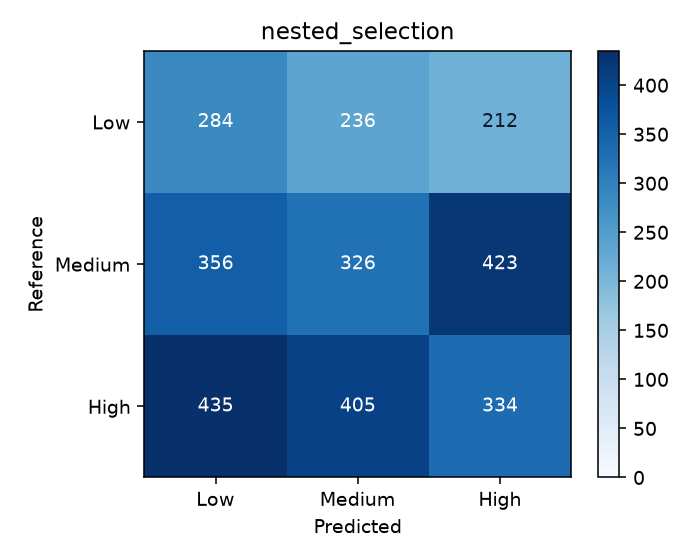 nested_selection
Low 284 236 212
Medium 356 326 423
High 435 405 334
Low Medium High
Predicted
Reference
400
350
300
250
200
150
100
50
0